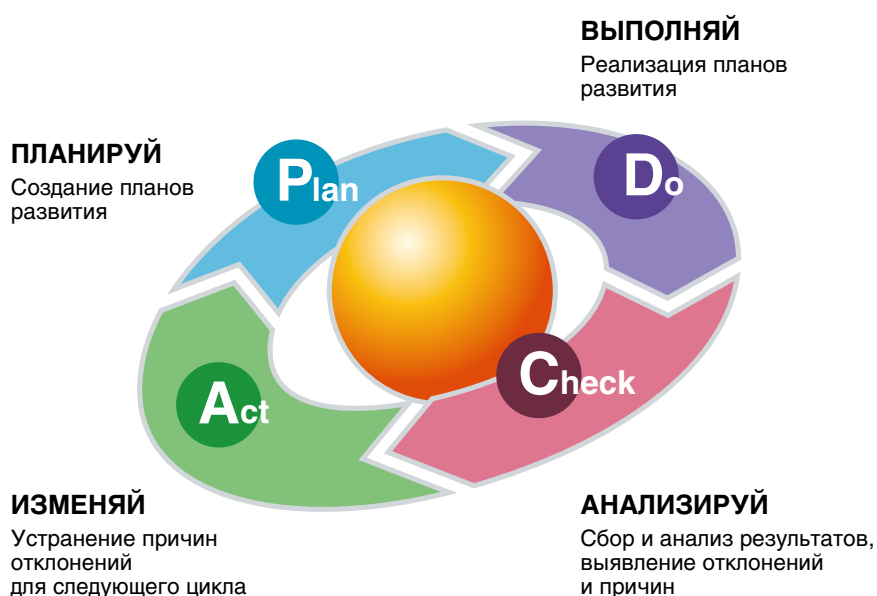 ВЫПОЛНЯЙ
Реализация планов
развития
ПЛАНИРУЙ
Создание планов
развития
Plan
Do
Check
Act
ИЗМЕНЯЙ
Устранение причин
отклонений
для следующего цикла
АНАЛИЗИРУЙ
Сбор и анализ результатов,
выявление отклонений
и причин